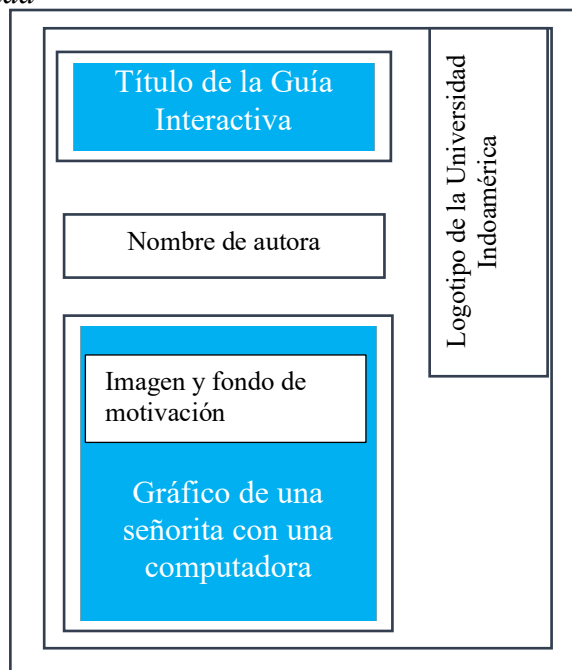 Título de la Guía
Interactiva
Nombre de autora
Imagen y fondo de
motivación
Gráfico de una
señorita con una
computadora
Logotipo de la Universidad
Indoamérica